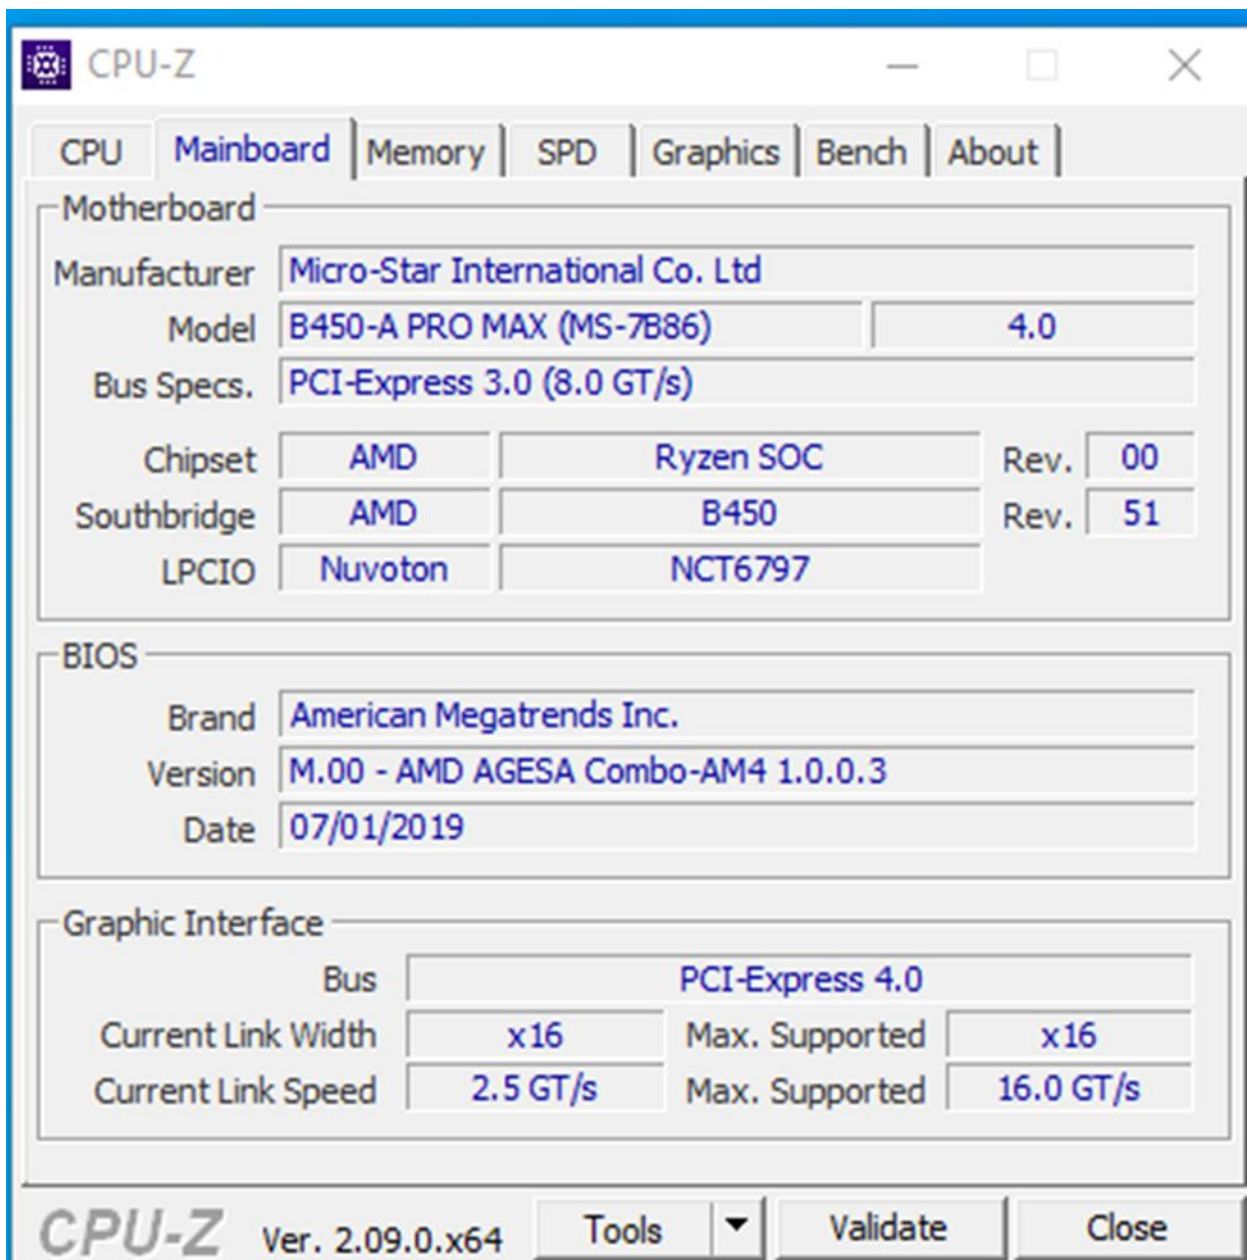 CPU-Z
CPU Mainboard Memory SPD Graphics Bench About
Motherboard
Manufacturer Micro-Star International Co. Ltd
Model B450-A PRO MAX (MS-7B86) 4.0
Bus Specs. PCI-Express 3.0 (8.0 GT/s)
Chipset AMD Ryzen SOC Rev. 00
Southbridge AMD B450 Rev. 51
LPCIO Nuvoton NCT6797
BIOS
Brand American Megatrends Inc.
Version M.00 - AMD AGESA Combo-AM4 1.0.0.3
Date 07/01/2019
Graphic Interface
Bus PCI-Express 4.0
Current Link Width x16 Max. Supported x16
Current Link Speed 2.5 GT/s Max. Supported 16.0 GT/s
CPU-Z Ver. 2.09.0.x64 Tools Validate Close